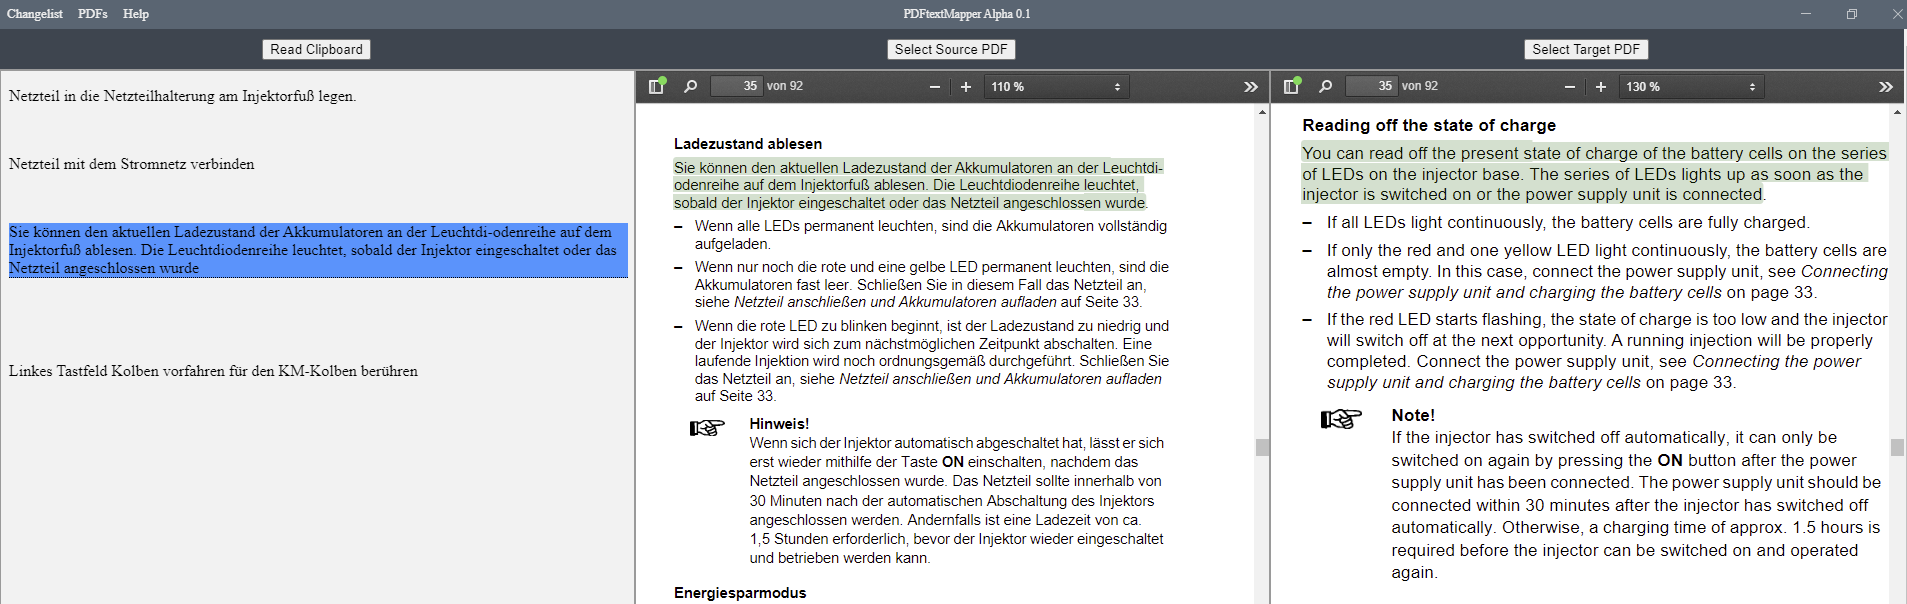 Changelist PDFs Help
PDFtextMapper Alpha 0.1
Read Clipboard
Select Source PDF
Select Target PDF
Netzteil in die Netzteilhalterung am Injektorfuß legen.
Netzteil mit dem Stromnetz verbinden
Sie können den aktuellen Ladezustand der Akkumulatoren an der Leuchtdi-odenreihe auf dem
Injektorfuß ablesen. Die Leuchtdiodenreihe leuchtet, sobald der Injektor eingeschaltet oder das
Netzteil angeschlossen wurde
Linkes Tastfeld Kolben vorfahren für den KM-Kolben berühren
35 von 92
110 %
Ladezustand ablesen
Sie können den aktuellen Ladezustand der Akkumulatoren an der Leuchtdi-
odenreihe auf dem Injektorfuß ablesen. Die Leuchtdiodenreihe leuchtet,
sobald der Injektor eingeschaltet oder das Netzteil angeschlossen wurde.
– Wenn alle LEDs permanent leuchten, sind die Akkumulatoren vollständig
aufgeladen.
– Wenn nur noch die rote und eine gelbe LED permanent leuchten, sind die
Akkumulatoren fast leer. Schließen Sie in diesem Fall das Netzteil an,
siehe Netzteil anschließen und Akkumulatoren aufladen auf Seite 33.
– Wenn die rote LED zu blinken beginnt, ist der Ladezustand zu niedrig und
der Injektor wird sich zum nächstmöglichen Zeitpunkt abschalten. Eine
laufende Injektion wird noch ordnungsgemäß durchgeführt. Schließen Sie
das Netzteil an, siehe Netzteil anschließen und Akkumulatoren aufladen
auf Seite 33.
Hinweis!
Wenn sich der Injektor automatisch abgeschaltet hat, lässt er sich
erst wieder mithilfe der Taste ON einschalten, nachdem das
Netzteil angeschlossen wurde. Das Netzteil sollte innerhalb von
30 Minuten nach der automatischen Abschaltung des Injektors
angeschlossen werden. Andernfalls ist eine Ladezeit von ca.
1,5 Stunden erforderlich, bevor der Injektor wieder eingeschaltet
und betrieben werden kann.
Energiesparmodus
35 von 92
130 %
Reading off the state of charge
You can read off the present state of charge of the battery cells on the series
of LEDs on the injector base. The series of LEDs lights up as soon as the
injector is switched on or the power supply unit is connected.
– If all LEDs light continuously, the battery cells are fully charged.
– If only the red and one yellow LED light continuously, the battery cells are
almost empty. In this case, connect the power supply unit, see Connecting
the power supply unit and charging the battery cells on page 33.
– If the red LED starts flashing, the state of charge is too low and the injector
will switch off at the next opportunity. A running injection will be properly
completed. Connect the power supply unit, see Connecting the power
supply unit and charging the battery cells on page 33.
Note!
If the injector has switched off automatically, it can only be
switched on again by pressing the ON button after the power
supply unit has been connected. The power supply unit should be
connected within 30 minutes after the injector has switched off
automatically. Otherwise, a charging time of approx. 1.5 hours is
required before the injector can be switched on and operated
again.